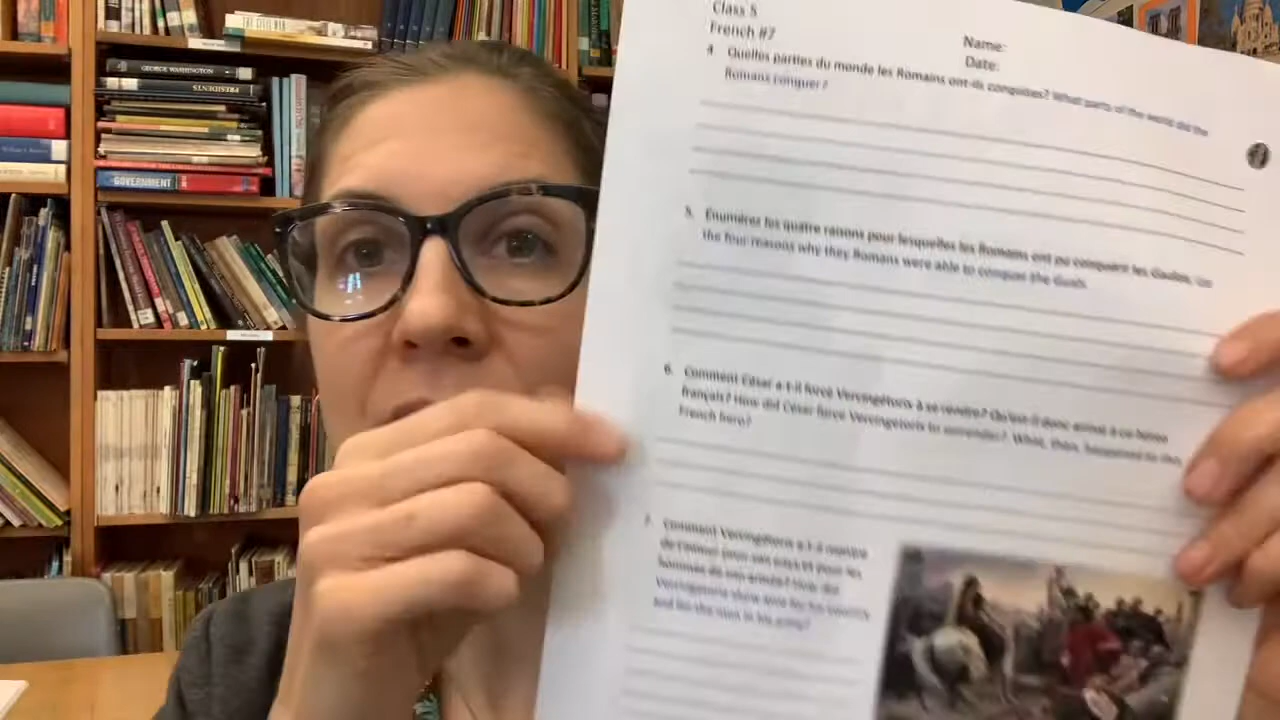 THE CIVIL WAR
GEORGE WASHINGTON
PRESIDENTS
GOVERNMENT
Class 5
French #7
Name:
Date:
4 Quelles parties du monde les Romains ont-ils conquises? What parts of the world did the
Romans conquer?
5. Énumérez les quatre raisons pour lesquelles les Romains ont pu conquérir les Gaulois.
the four reasons why they Romans were able to conquer the Gauls.
6. Comment César a-t-il forcé Vercingétorix à se rendre? Qu'est-il donc arrivé à ce héros
français? How did César force Vercingetorix to surrender? What, then, happened to this
French hero?
7. Comment Vercingétorix a-t-il montré
de l'amour pour son pays et pour les
hommes de son armée? How did
Vercingetorix show love for his country
and for the men in his army?